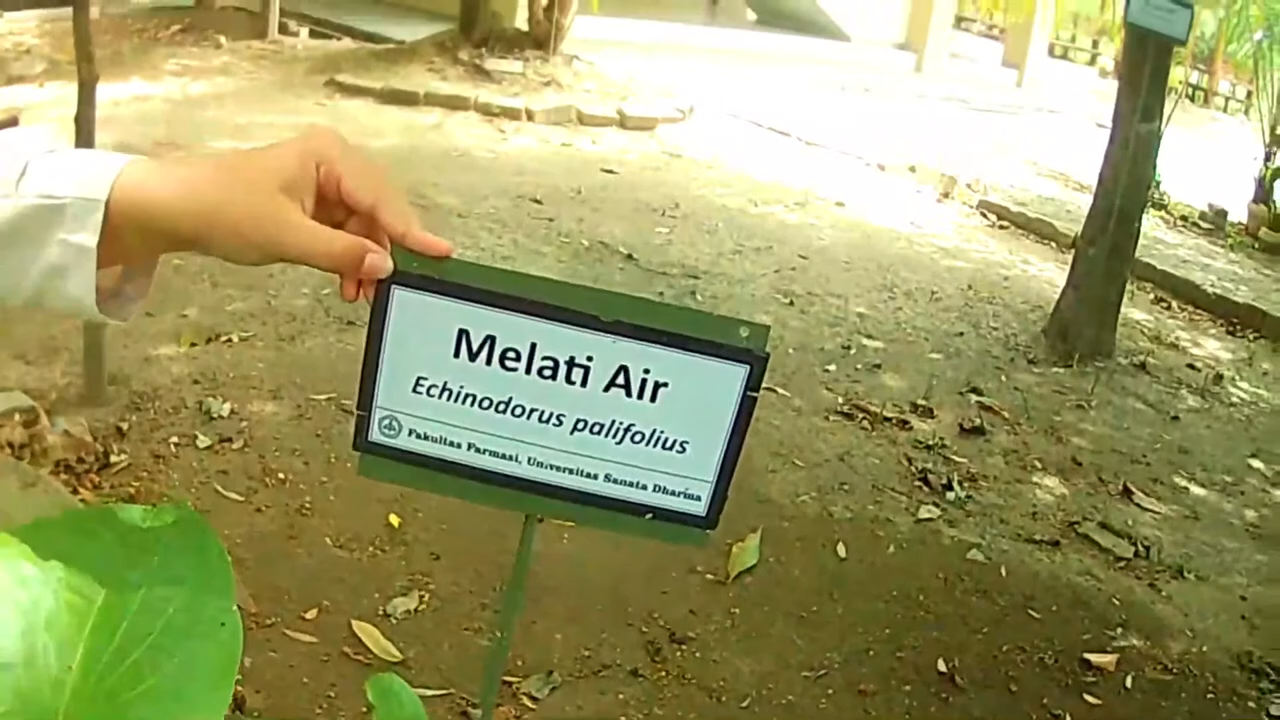 Melati Air
Echinodorus palifolius
Fakultas Farmasi, Universitas Sanata Dharma